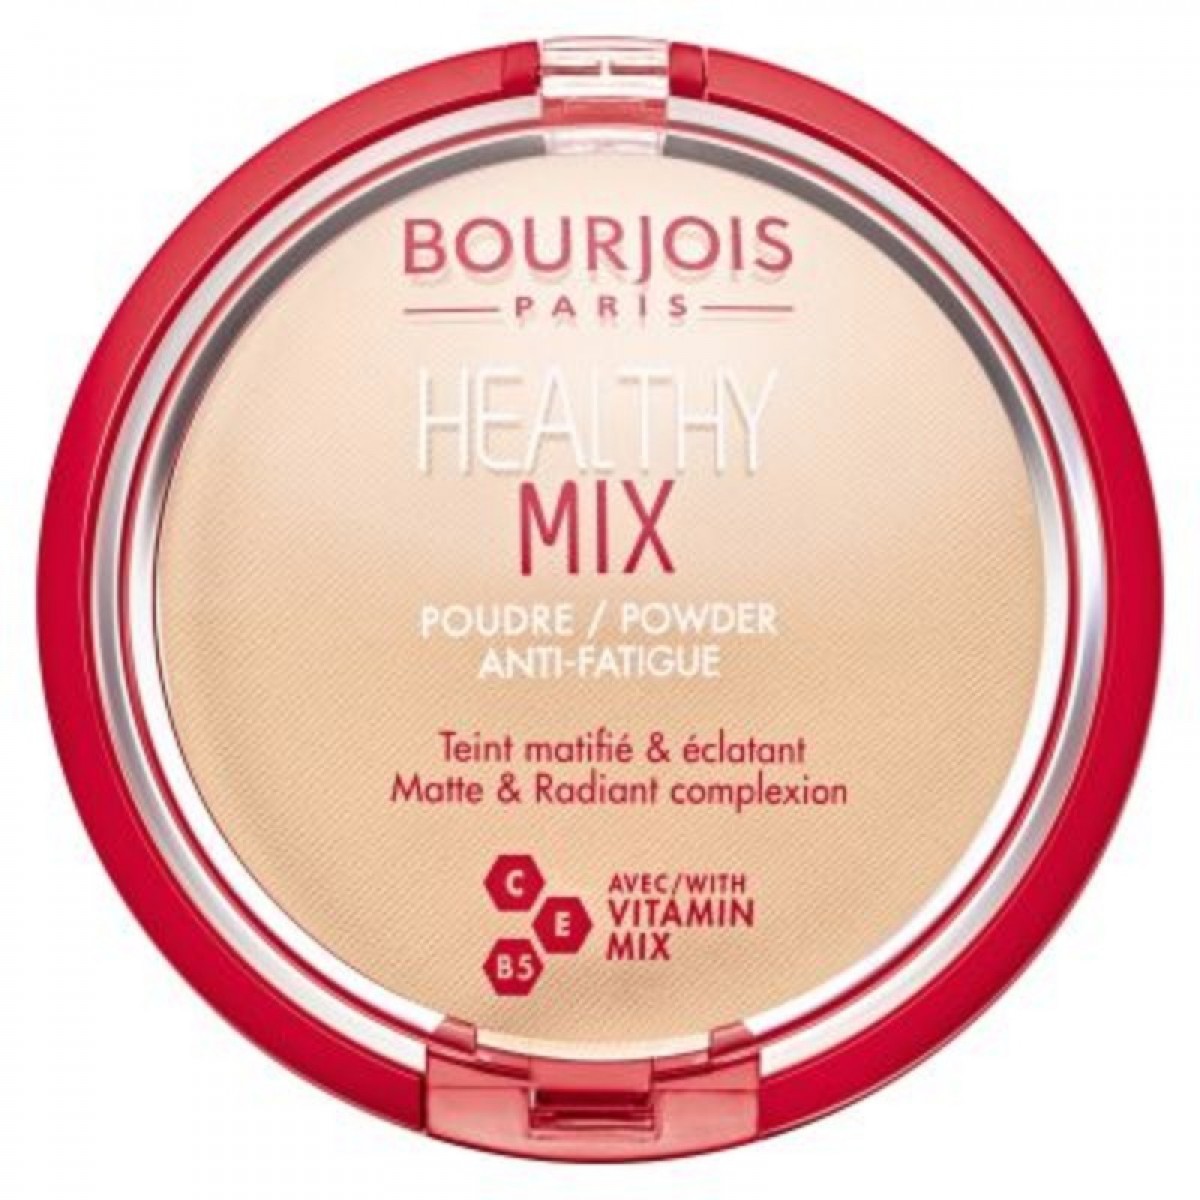 BOURJOIS
PARIS
HEALTHY
MIX
POUDRE / POWDER
ANTI-FATIGUE
Teint matifié & éclatant
Matte & Radiant complexion
C
E
B5
AVEC/WITH
VITAMIN
MIX